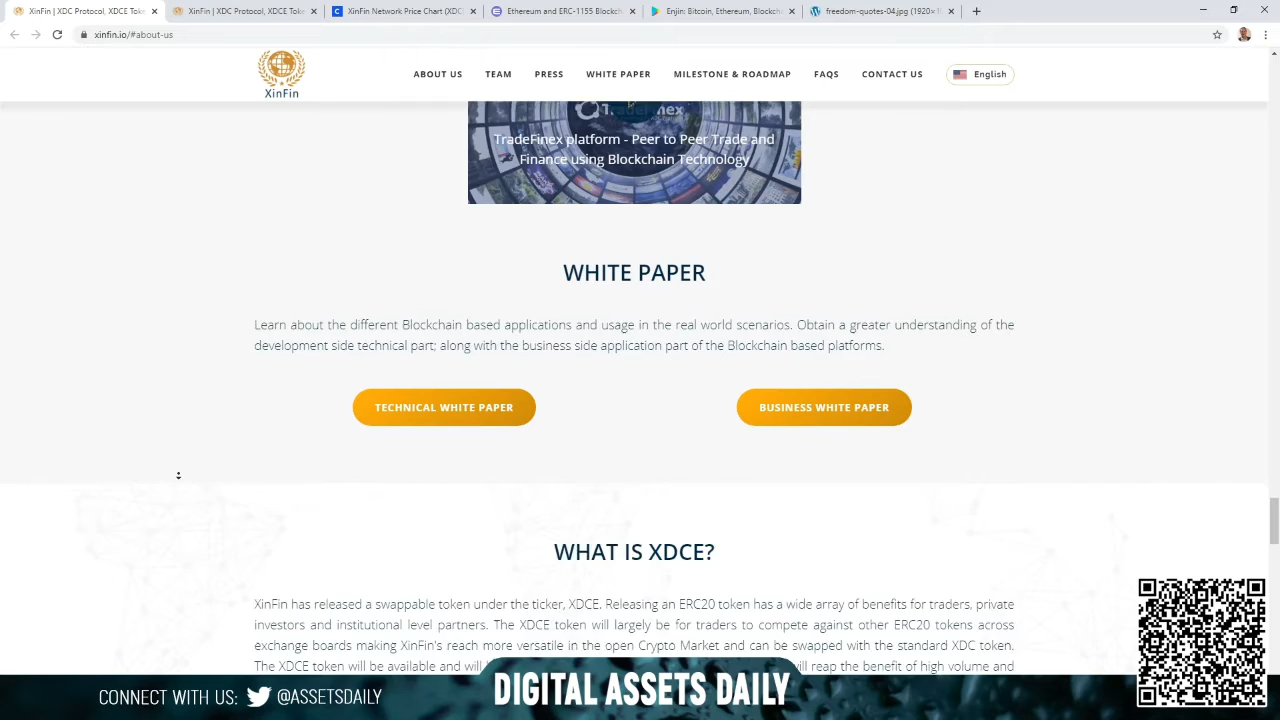 XinFin | XDC Protocol, XDCE Tok
XinFin | XDC Protocol, XDCE Tok
XinFin Network Price Chart (XDC
Ethereum and ERC-1155 Blockch
Enjin: Bitcoin, Ethereum, Blockch
freedom-quotes-04.jpg (1920×1
xinfin.io/#about-us
XinFin
ABOUT US
TEAM
PRESS
WHITE PAPER
MILESTONE & ROADMAP
FAQS
CONTACT US
English
TradeFinex platform - Peer to Peer Trade and
Finance using Blockchain Technology
WHITE PAPER
Learn about the different Blockchain based applications and usage in the real world scenarios. Obtain a greater understanding of the
development side technical part; along with the business side application part of the Blockchain based platforms.
TECHNICAL WHITE PAPER
BUSINESS WHITE PAPER
WHAT IS XDCE?
XinFin has released a swappable token under the ticker, XDCE. Releasing an ERC20 token has a wide array of benefits for traders, private
investors and institutional level partners. The XDCE token will largely be for traders to compete against other ERC20 tokens across
exchange boards making XinFin's reach more versatile in the open Crypto Market and can be swapped with the standard XDC token.
The XDCE token will be available and will
will reap the benefit of high volume and
CONNECT WITH US: @ASSETSDAILY
DIGITAL ASSETS DAILY